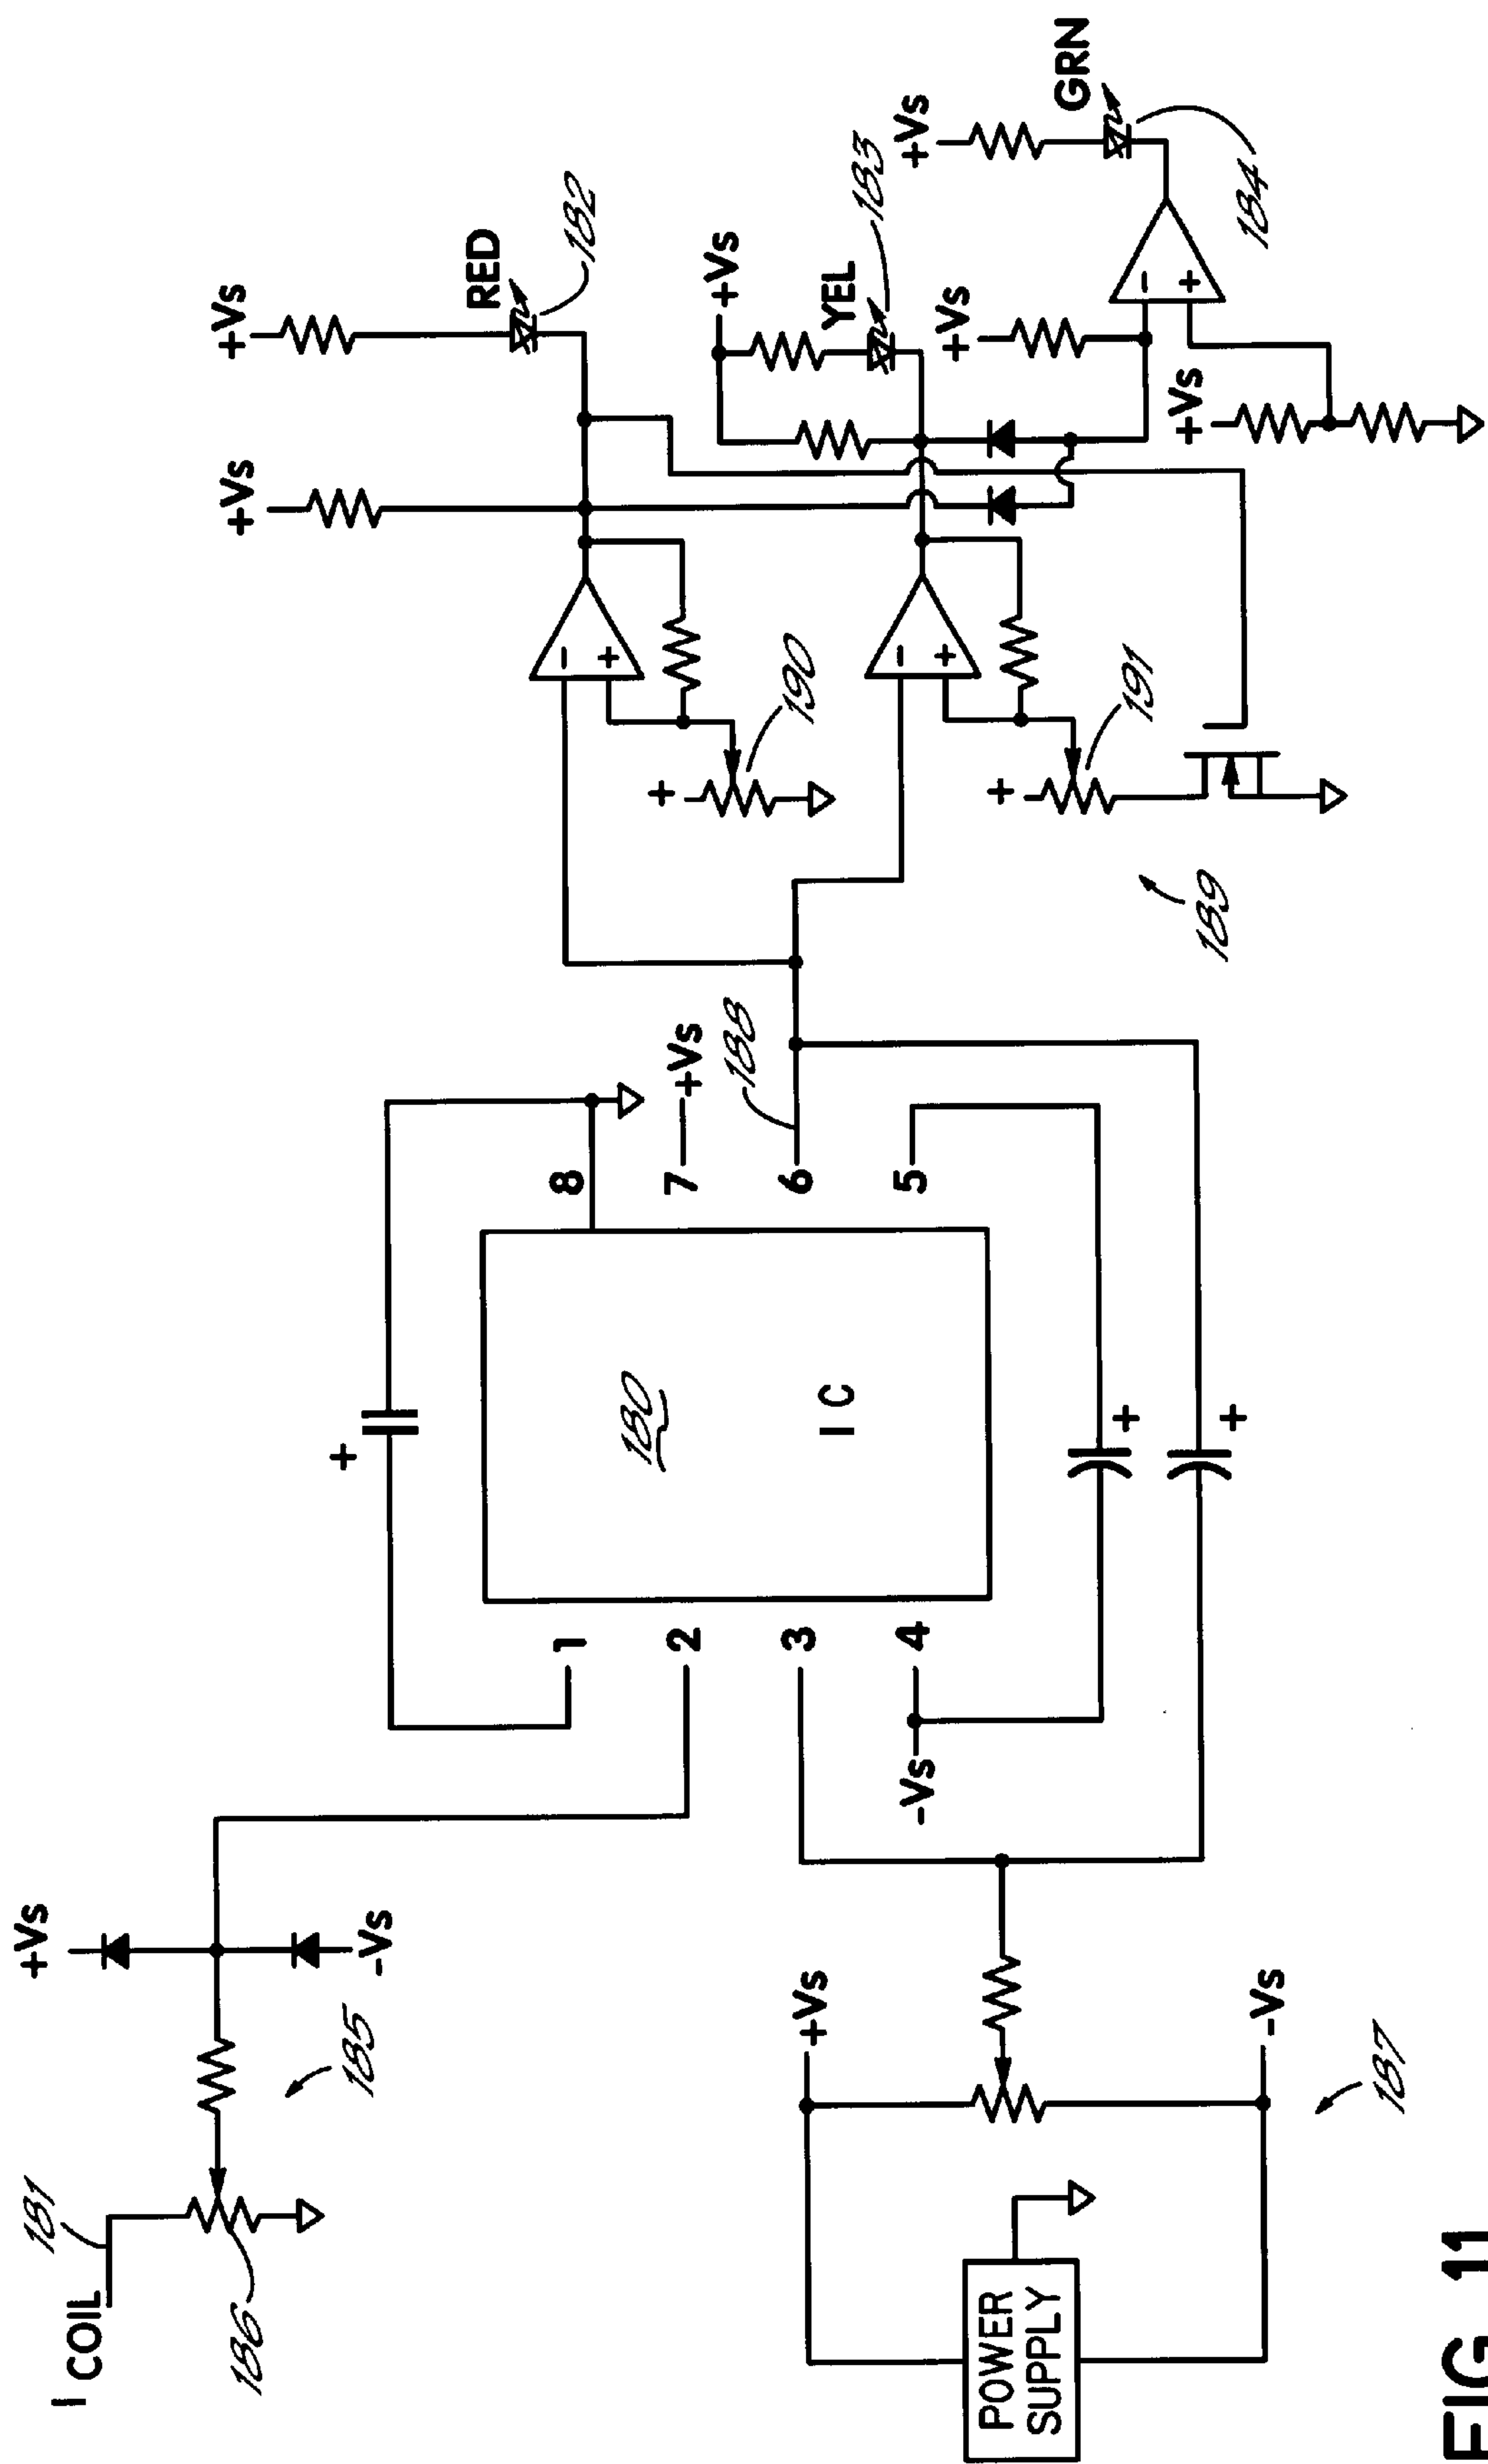 I COIL
181
186
185
+Vs
-Vs
POWER
SUPPLY
+Vs
-Vs
187
1
2
3
4
-Vs
+
180
I C
+
+
8
7
+Vs
6
5
188
189
+
190
-
+
+
191
-
+
+Vs
+Vs
RED
182
+Vs
YEL
183
+Vs
+Vs
-
+
+Vs
GRN
184
FIG 11